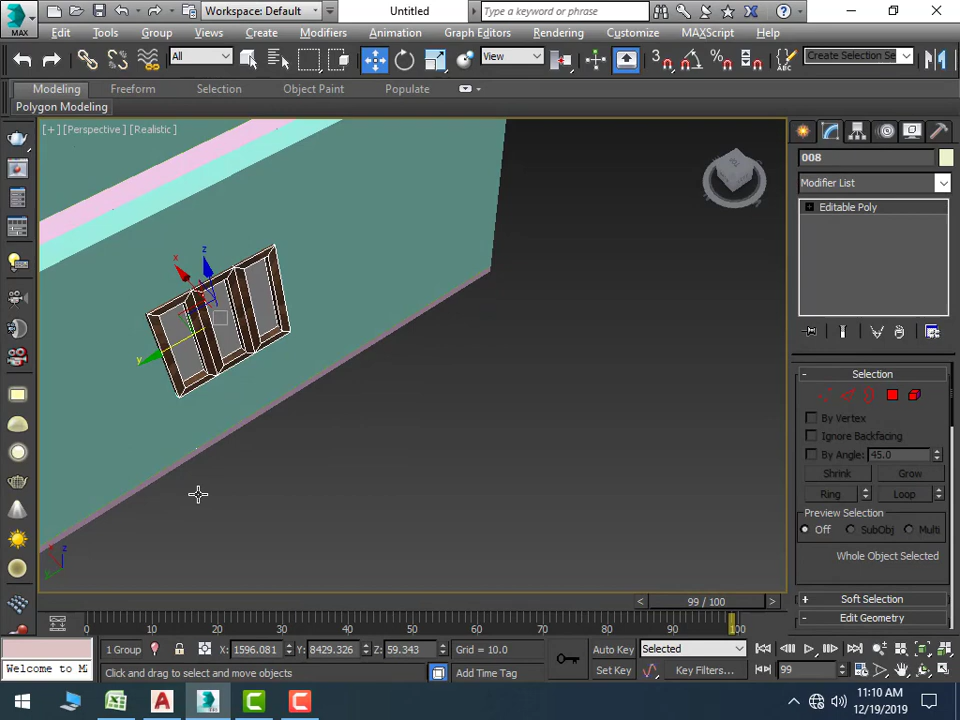 MAX
Workspace: Default
Untitled
Type a keyword or phrase
Edit
Tools
Group
Views
Create
Modifiers
Animation
Graph Editors
Rendering
Customize
MAXScript
Help
All
View
3
Create Selection Se
Modeling
Freeform
Selection
Object Paint
Populate
Polygon Modeling
[+] [Perspective] [Realistic]
008
Modifier List
Editable Poly
x
z
y
Selection
By Vertex
Ignore Backfacing
By Angle: 45.0
Shrink
Grow
Ring
Loop
Preview Selection
Off
SubObj
Multi
Whole Object Selected
Soft Selection
Edit Geometry
z
99 / 100
0
10
20
30
40
50
60
70
80
90
100
1 Group
X: 1596.081
Y: 8429.326
Z: 59.343
Grid = 10.0
Auto Key
Selected
Welcome to M
Click and drag to select and move objects
Add Time Tag
Set Key
Key Filters...
99
11:10 AM
12/19/2019